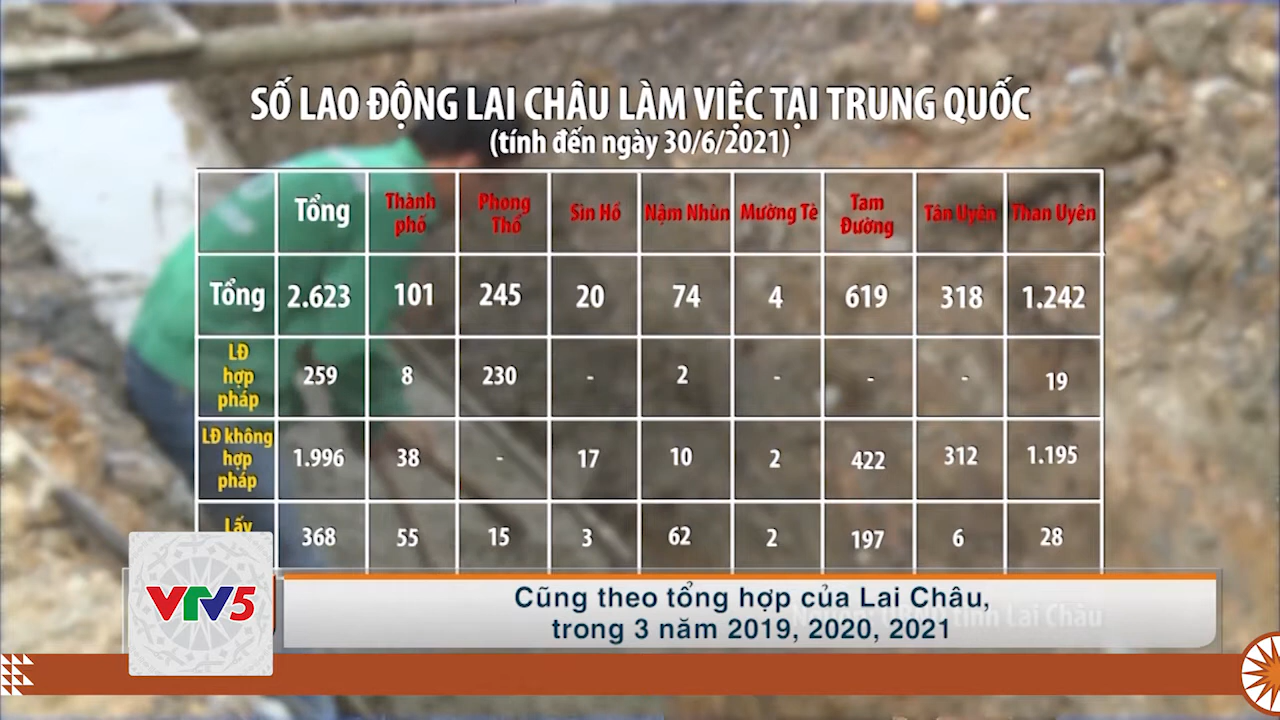 SỐ LAO ĐỘNG LAI CHÂU LÀM VIỆC TẠI TRUNG QUỐC
(tính đến ngày 30/6/2021)
Tổng Thành phố Phong Thổ Sìn Hồ Nậm Nhùn Mường Tè Tam Đường Tân Uyên Than Uyên
Tổng 2.623 101 245 20 74 4 619 318 1.242
LĐ hợp pháp 259 8 230 - 2 - - - 19
LĐ không hợp pháp 1.996 38 - 17 10 2 422 312 1.195
Lấy 368 55 15 3 62 2 197 6 28
tỉnh Lai Châu
VTV5
Cũng theo tổng hợp của Lai Châu,
trong 3 năm 2019, 2020, 2021